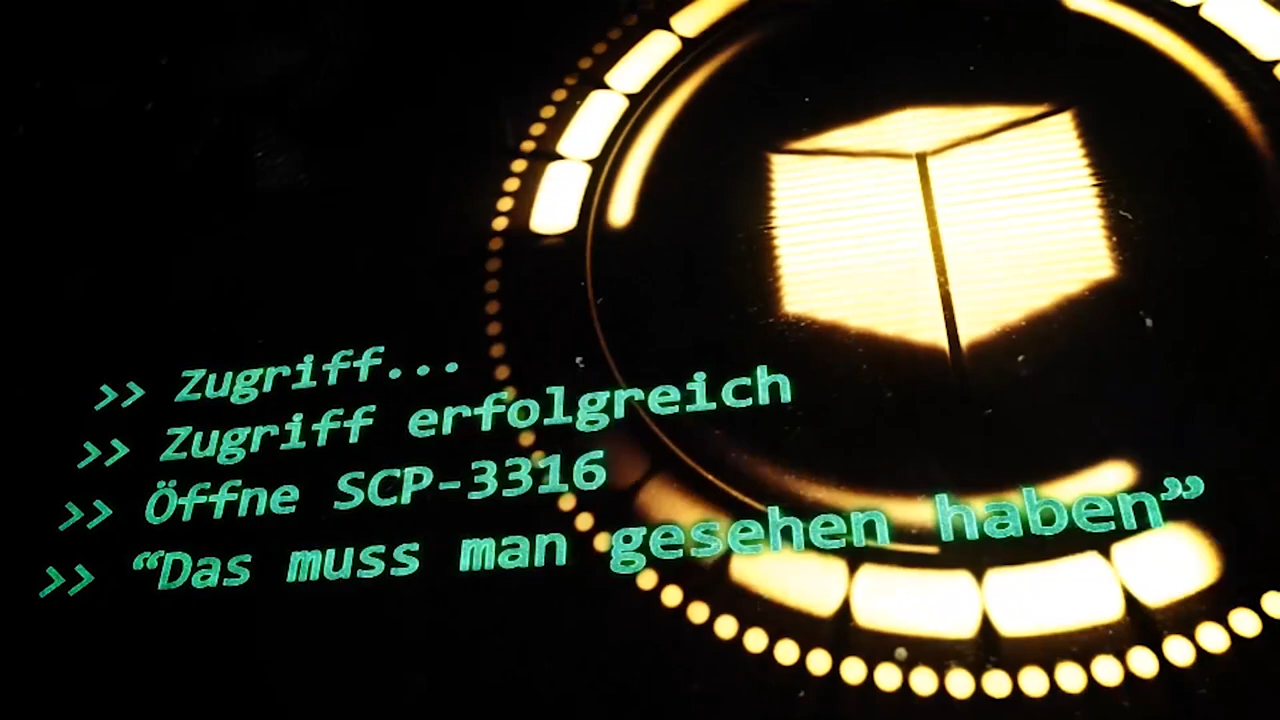 >> Zugriff...
>> Zugriff erfolgreich
>> Öffne SCP-3316
>> “Das muss man gesehen haben”